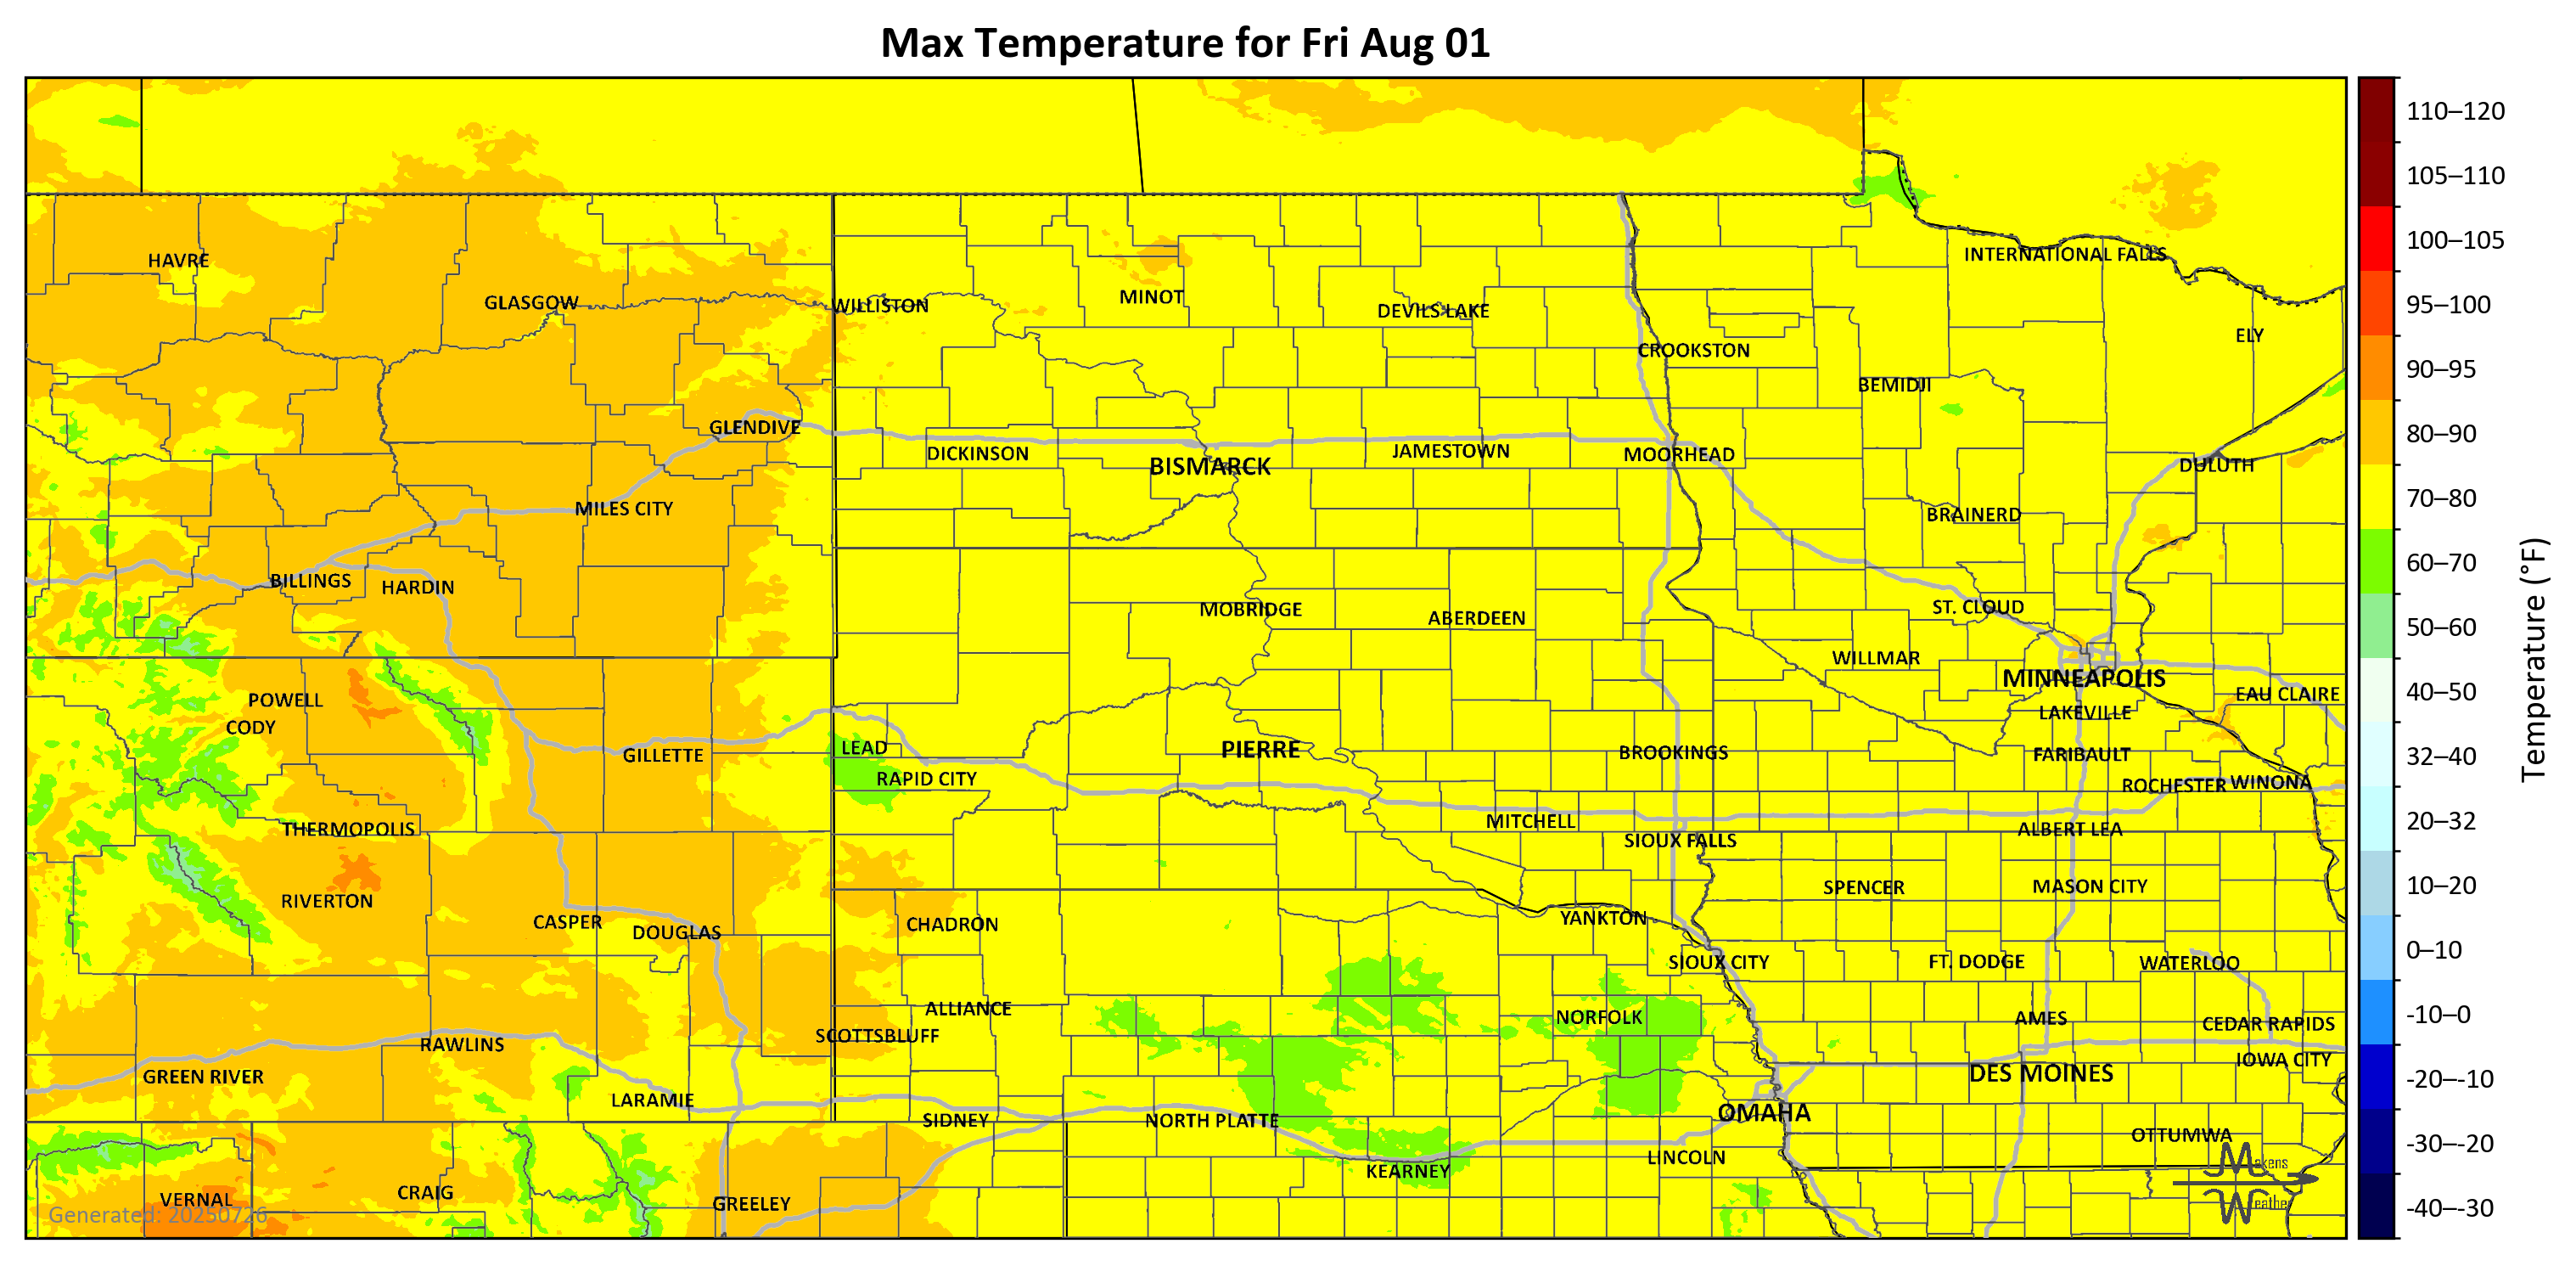 Max Temperature for Fri Aug 01
110–120
105–110
100–105
95–100
90–95
80–90
70–80
60–70
50–60
40–50
32–40
20–32
10–20
0–10
-10–0
-20–-10
-30–-20
-40–-30
Temperature (°F)
HAVRE
GLASGOW
WILLISTON
MINOT
DEVILS LAKE
INTERNATIONAL FALLS
ELY
CROOKSTON
BEMIDJI
GLENDIVE
DICKINSON
BISMARCK
JAMESTOWN
MOORHEAD
DULUTH
MILES CITY
BRAINERD
BILLINGS
HARDIN
MOBRIDGE
ABERDEEN
ST. CLOUD
WILLMAR
MINNEAPOLIS
EAU CLAIRE
POWELL
CODY
LAKEVILLE
GILLETTE
LEAD
PIERRE
BROOKINGS
FARIBAULT
RAPID CITY
ROCHESTER
WINONA
THERMOPOLIS
MITCHELL
SIOUX FALLS
ALBERT LEA
RIVERTON
SPENCER
MASON CITY
CASPER
DOUGLAS
CHADRON
YANKTON
SIOUX CITY
FT. DODGE
WATERLOO
ALLIANCE
NORFOLK
AMES
CEDAR RAPIDS
SCOTTSBLUFF
RAWLINS
IOWA CITY
GREEN RIVER
DES MOINES
LARAMIE
SIDNEY
NORTH PLATTE
OMAHA
OTTUMWA
KEARNEY
LINCOLN
VERNAL
CRAIG
GREELEY
Makens
Weather
Generated: 20250726